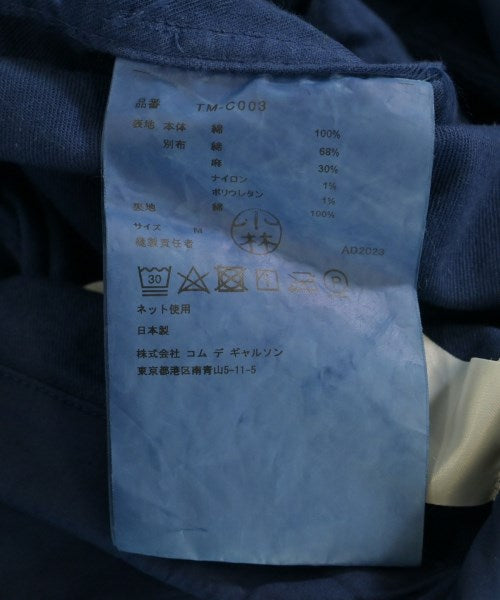 品番 TM-C003
表地 本体 綿 100%
別布 綿 68%
麻 30%
ナイロン 1%
ポリウレタン 1%
裏地 綿 100%
サイズ M
縫製責任者 小林 AD2023
30
ネット使用
日本製
株式会社 コム デ ギャルソン
東京都港区南青山5-11-5